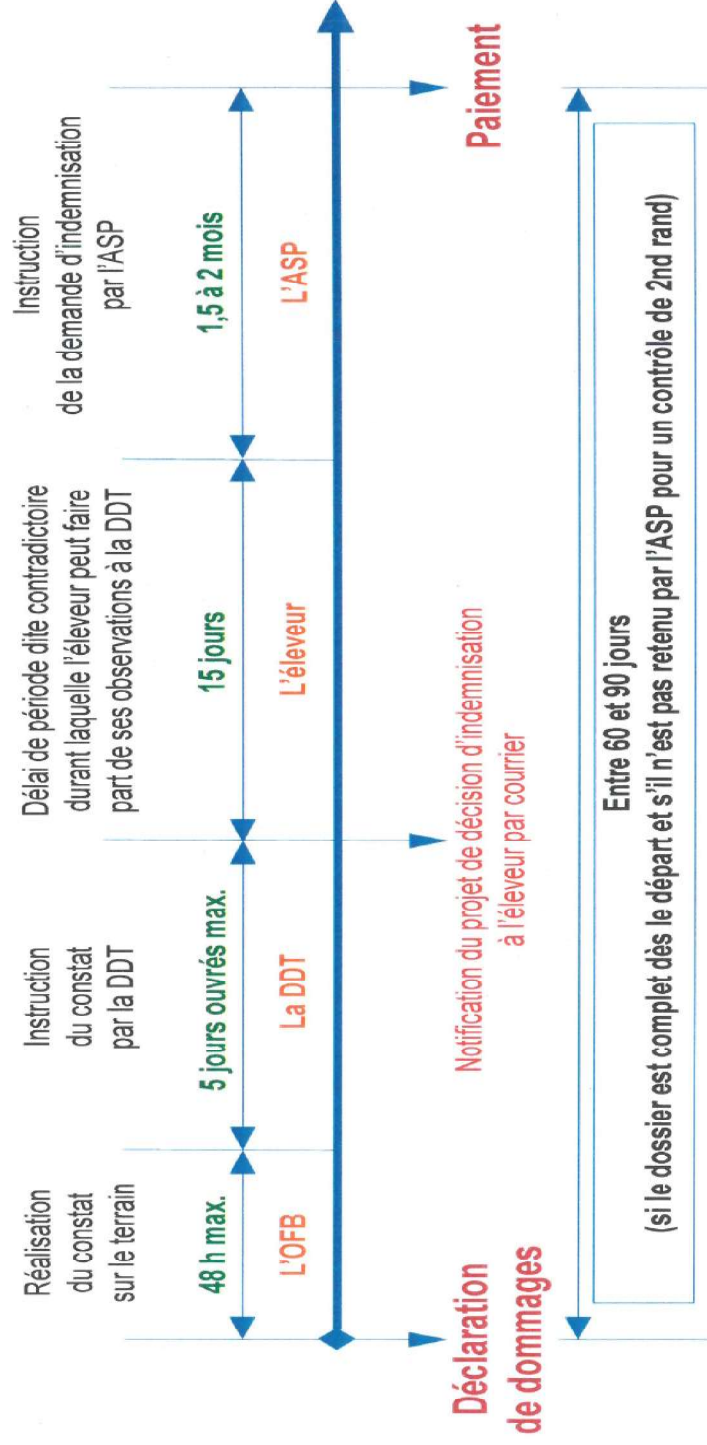 Réalisation
du constat
sur le terrain
Instruction
du constat
par la DDT
Délai de période dite contradictoire
durant laquelle l'éleveur peut faire
part de ses observations à la DDT
Instruction
de la demande d'indemnisation
par l'ASP
48 h max.
5 jours ouvrés max.
15 jours
1,5 à 2 mois
L'OFB
La DDT
L'éleveur
L'ASP
Déclaration
de dommages
Notification du projet de décision d'indemnisation
à l'éleveur par courrier
Paiement
Entre 60 et 90 jours
(si le dossier est complet dès le départ et s'il n'est pas retenu par l'ASP pour un contrôle de 2nd rand)